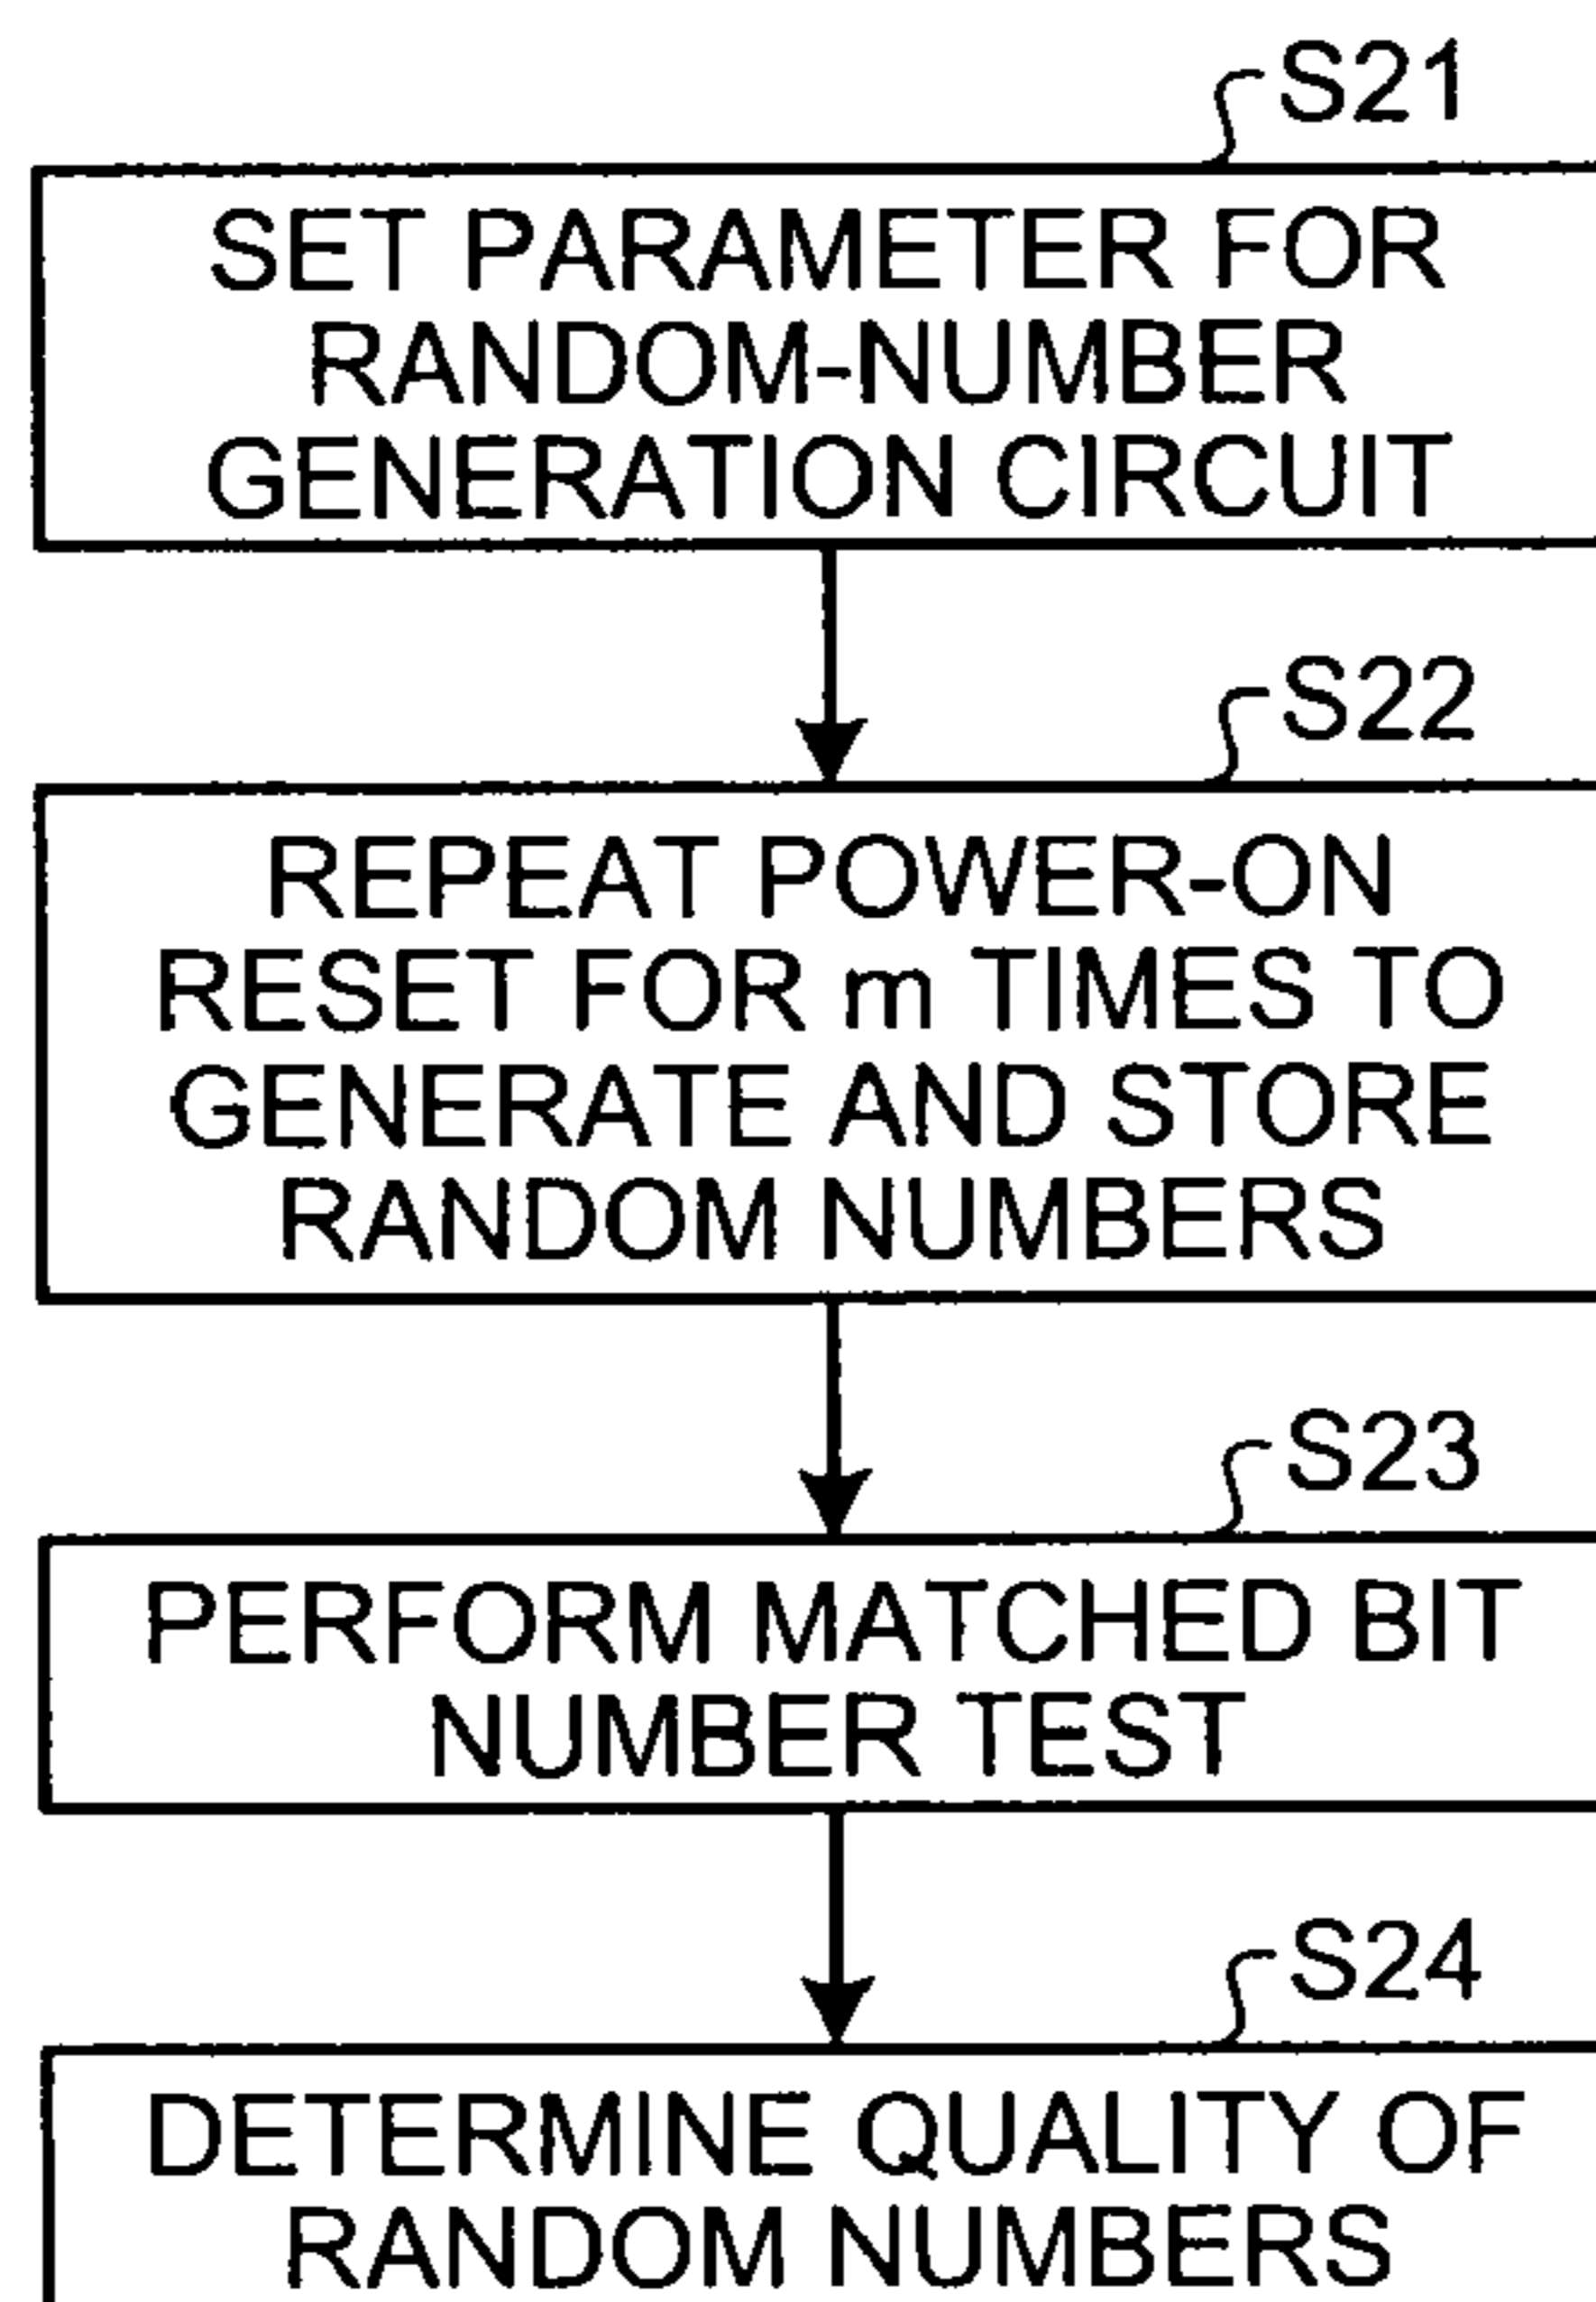 S21
SET PARAMETER FOR
RANDOM-NUMBER
GENERATION CIRCUIT
S22
REPEAT POWER-ON
RESET FOR m TIMES TO
GENERATE AND STORE
RANDOM NUMBERS
S23
PERFORM MATCHED BIT
NUMBER TEST
S24
DETERMINE QUALITY OF
RANDOM NUMBERS